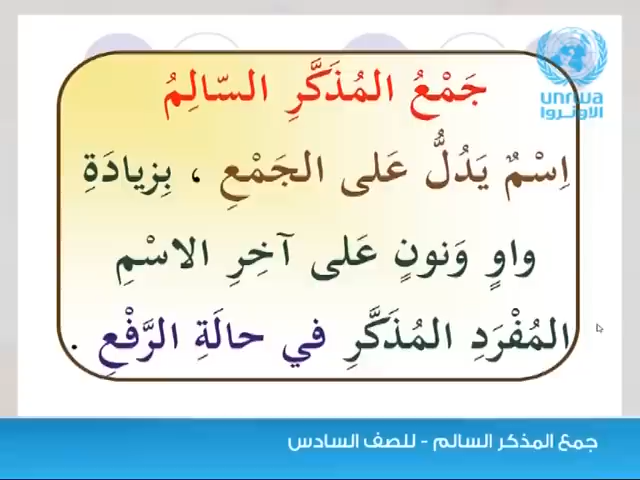 جَمْعُ المُذَكَّرِ السّالِمُ
unrwa
الاونروا
اِسْمٌ يَدُلُّ عَلى الجَمْعِ ، بِزِيادَةِ
واوٍ وَنونٍ عَلى آخِرِ الاسْمِ
المُفْرَدِ المُذَكَّرِ في حالَةِ الرَّفْعِ .
جمع المذكر السالم - للصف السادس